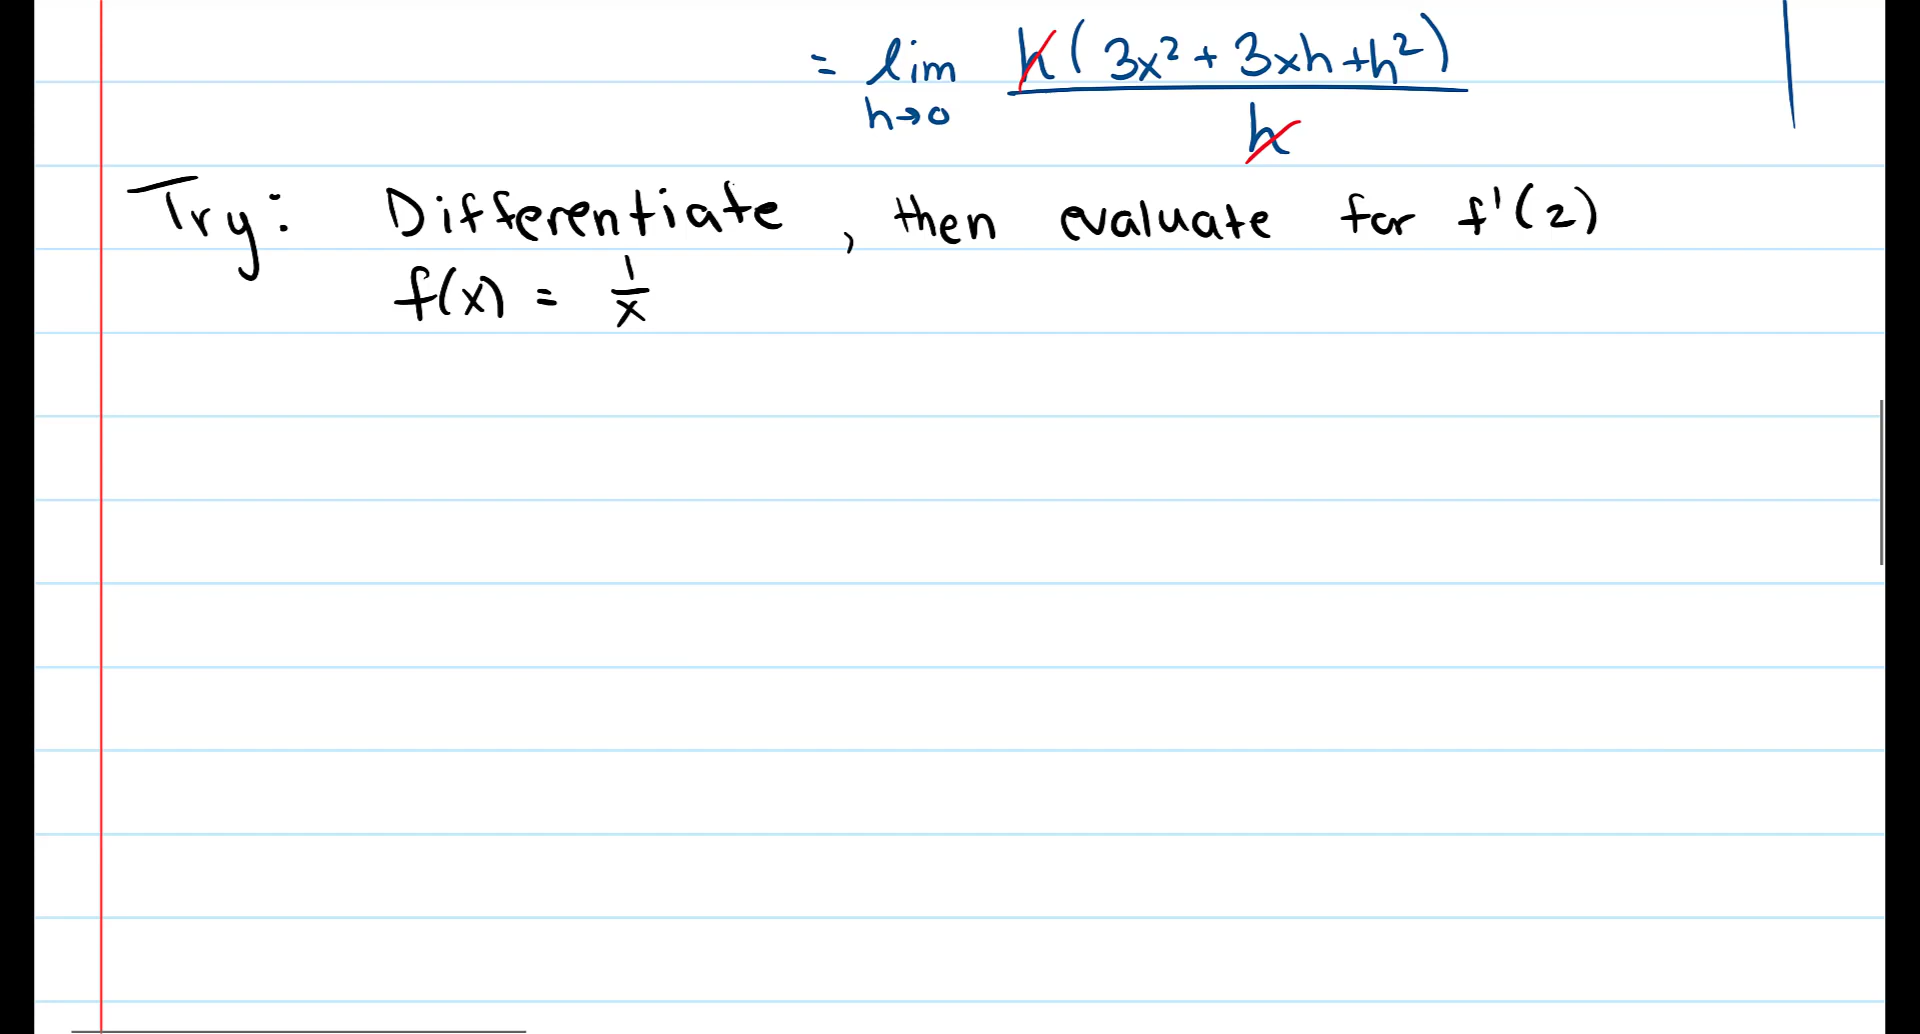 = lim h→0 h(3x² + 3xh + h²) / h
Try: Differentiate, then evaluate for f'(2)
f(x) = 1/x